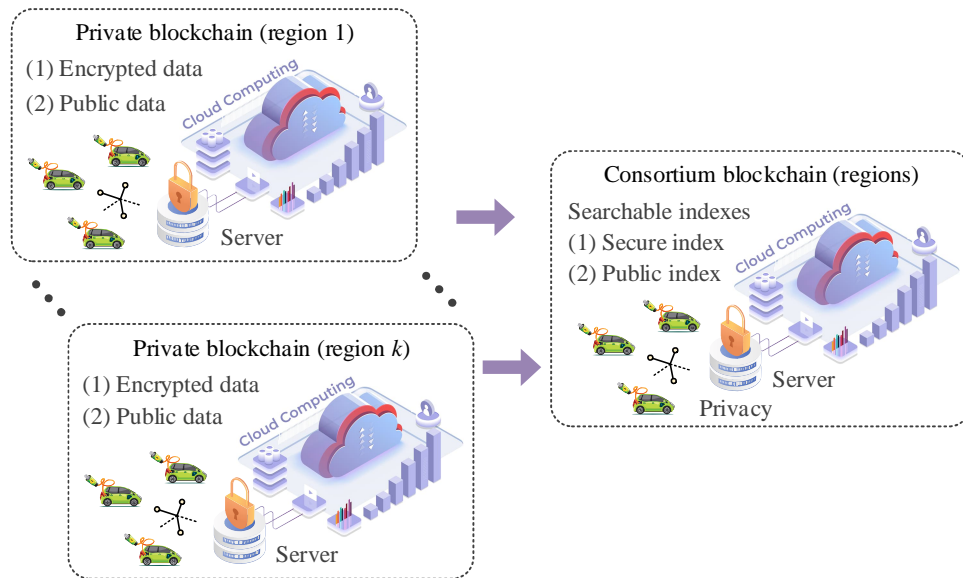 Private blockchain (region 1)
(1) Encrypted data
(2) Public data
Cloud Computing
Server
Private blockchain (region k)
(1) Encrypted data
(2) Public data
Cloud Computing
Server
Consortium blockchain (regions)
Searchable indexes
(1) Secure index
(2) Public index
Cloud Computing
Server
Privacy